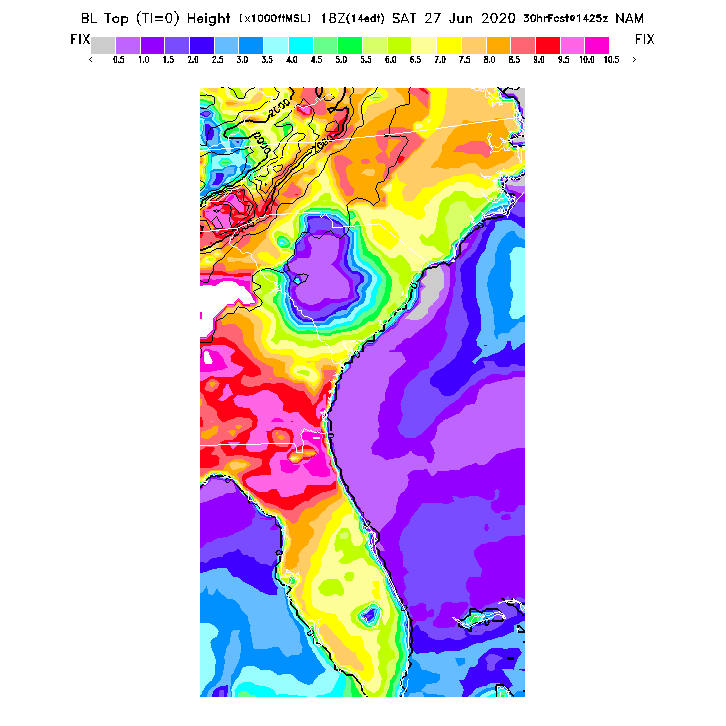 BL Top (TI=0) Height [x1000ftMSL] 18Z(14edt) SAT 27 Jun 2020 30hrFcst@1425z NAM
FIX FIX
< 0.5 1.0 1.5 2.0 2.5 3.0 3.5 4.0 4.5 5.0 5.5 6.0 6.5 7.0 7.5 8.0 8.5 9.0 9.5 10.0 10.5 >
2000
2000
2000